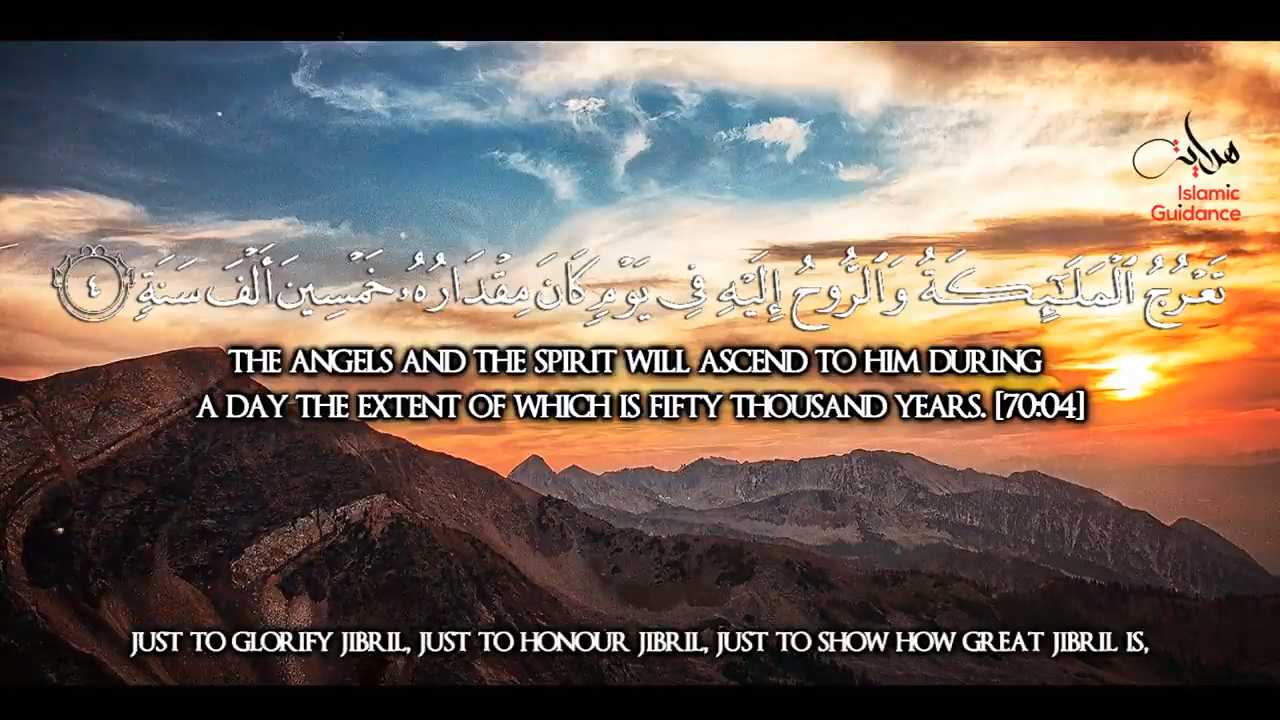 هداية
Islamic
Guidance
تَعْرُجُ ٱلْمَلَٰٓئِكَةُ وَٱلرُّوحُ إِلَيْهِ فِى يَوْمٍ كَانَ مِقْدَارُهُۥ خَمْسِينَ أَلْفَ سَنَةٍ ٤
THE ANGELS AND THE SPIRIT WILL ASCEND TO HIM DURING
A DAY THE EXTENT OF WHICH IS FIFTY THOUSAND YEARS. [70:04]
JUST TO GLORIFY JIBRIL, JUST TO HONOUR JIBRIL, JUST TO SHOW HOW GREAT JIBRIL IS,